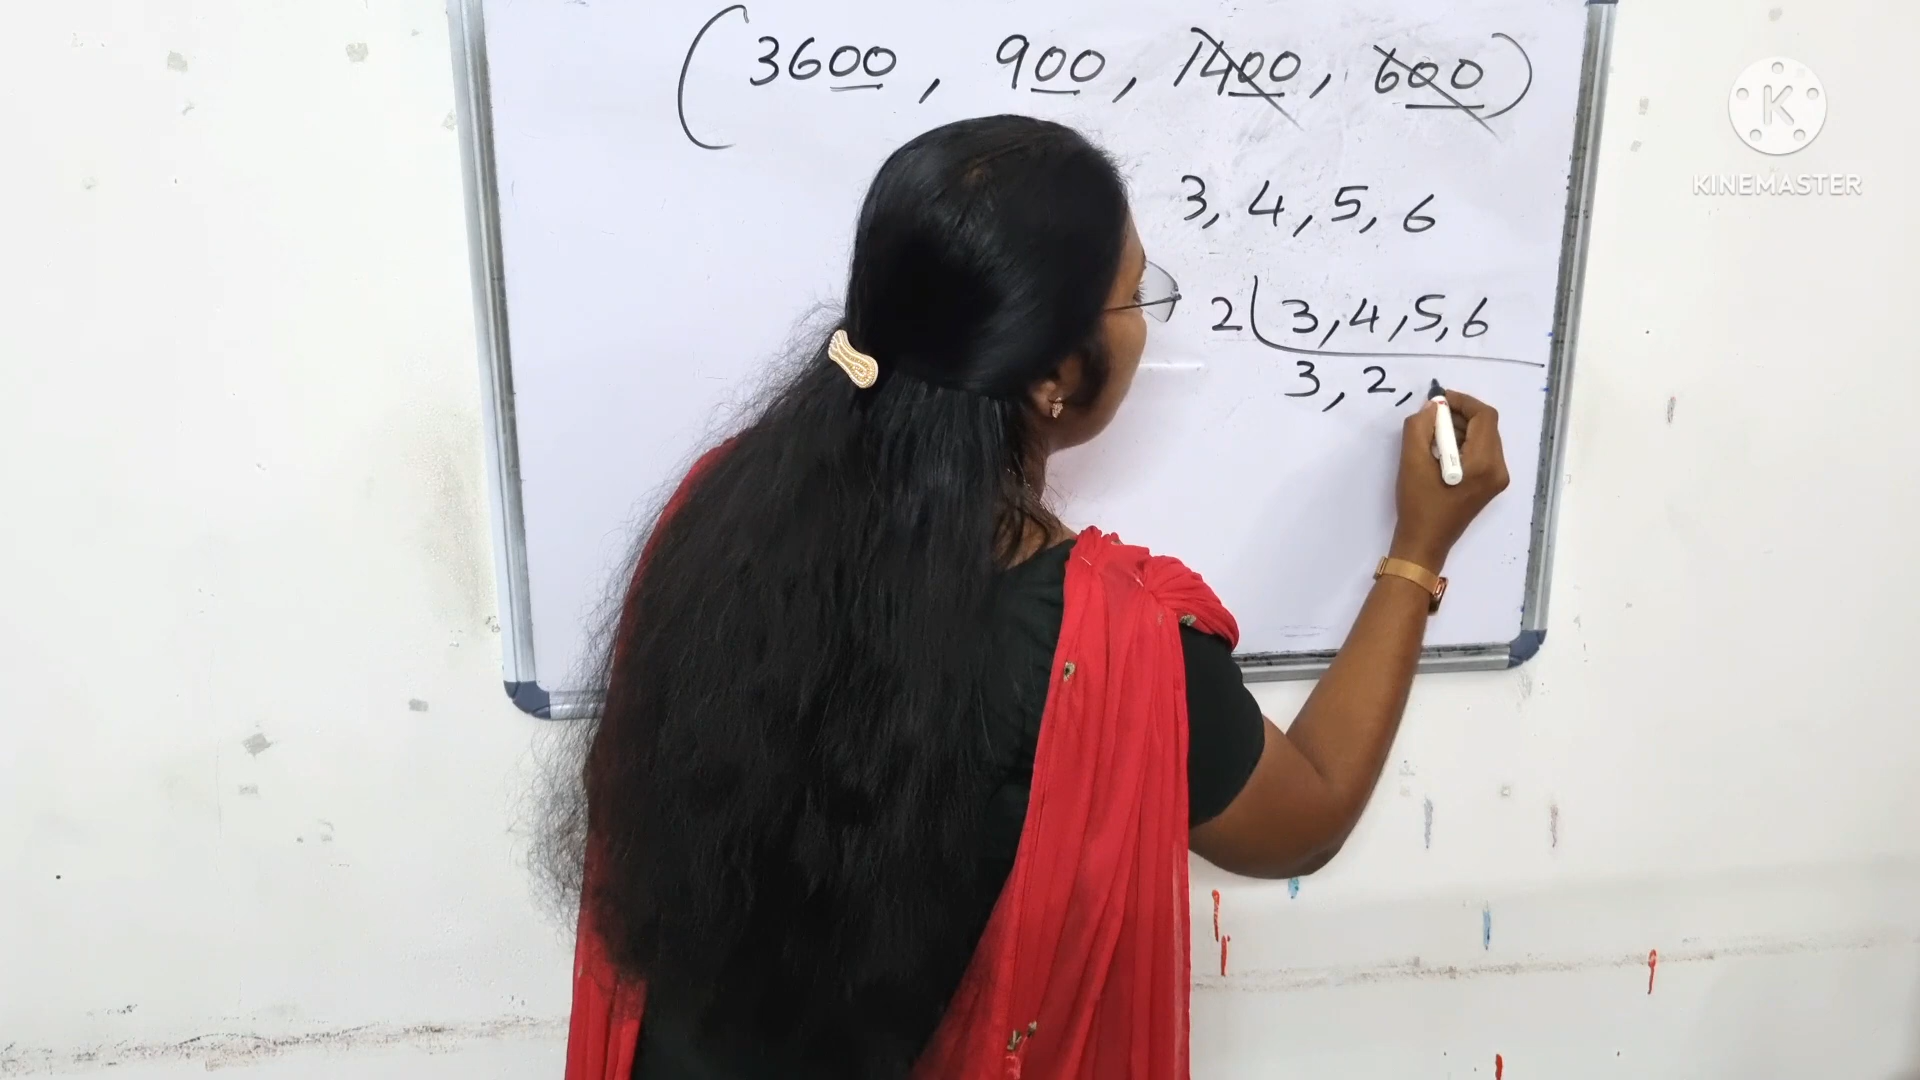 (3600, 900, 1400, 600)
3, 4, 5, 6
2 3, 4, 5, 6
3, 2,
K
KINEMASTER